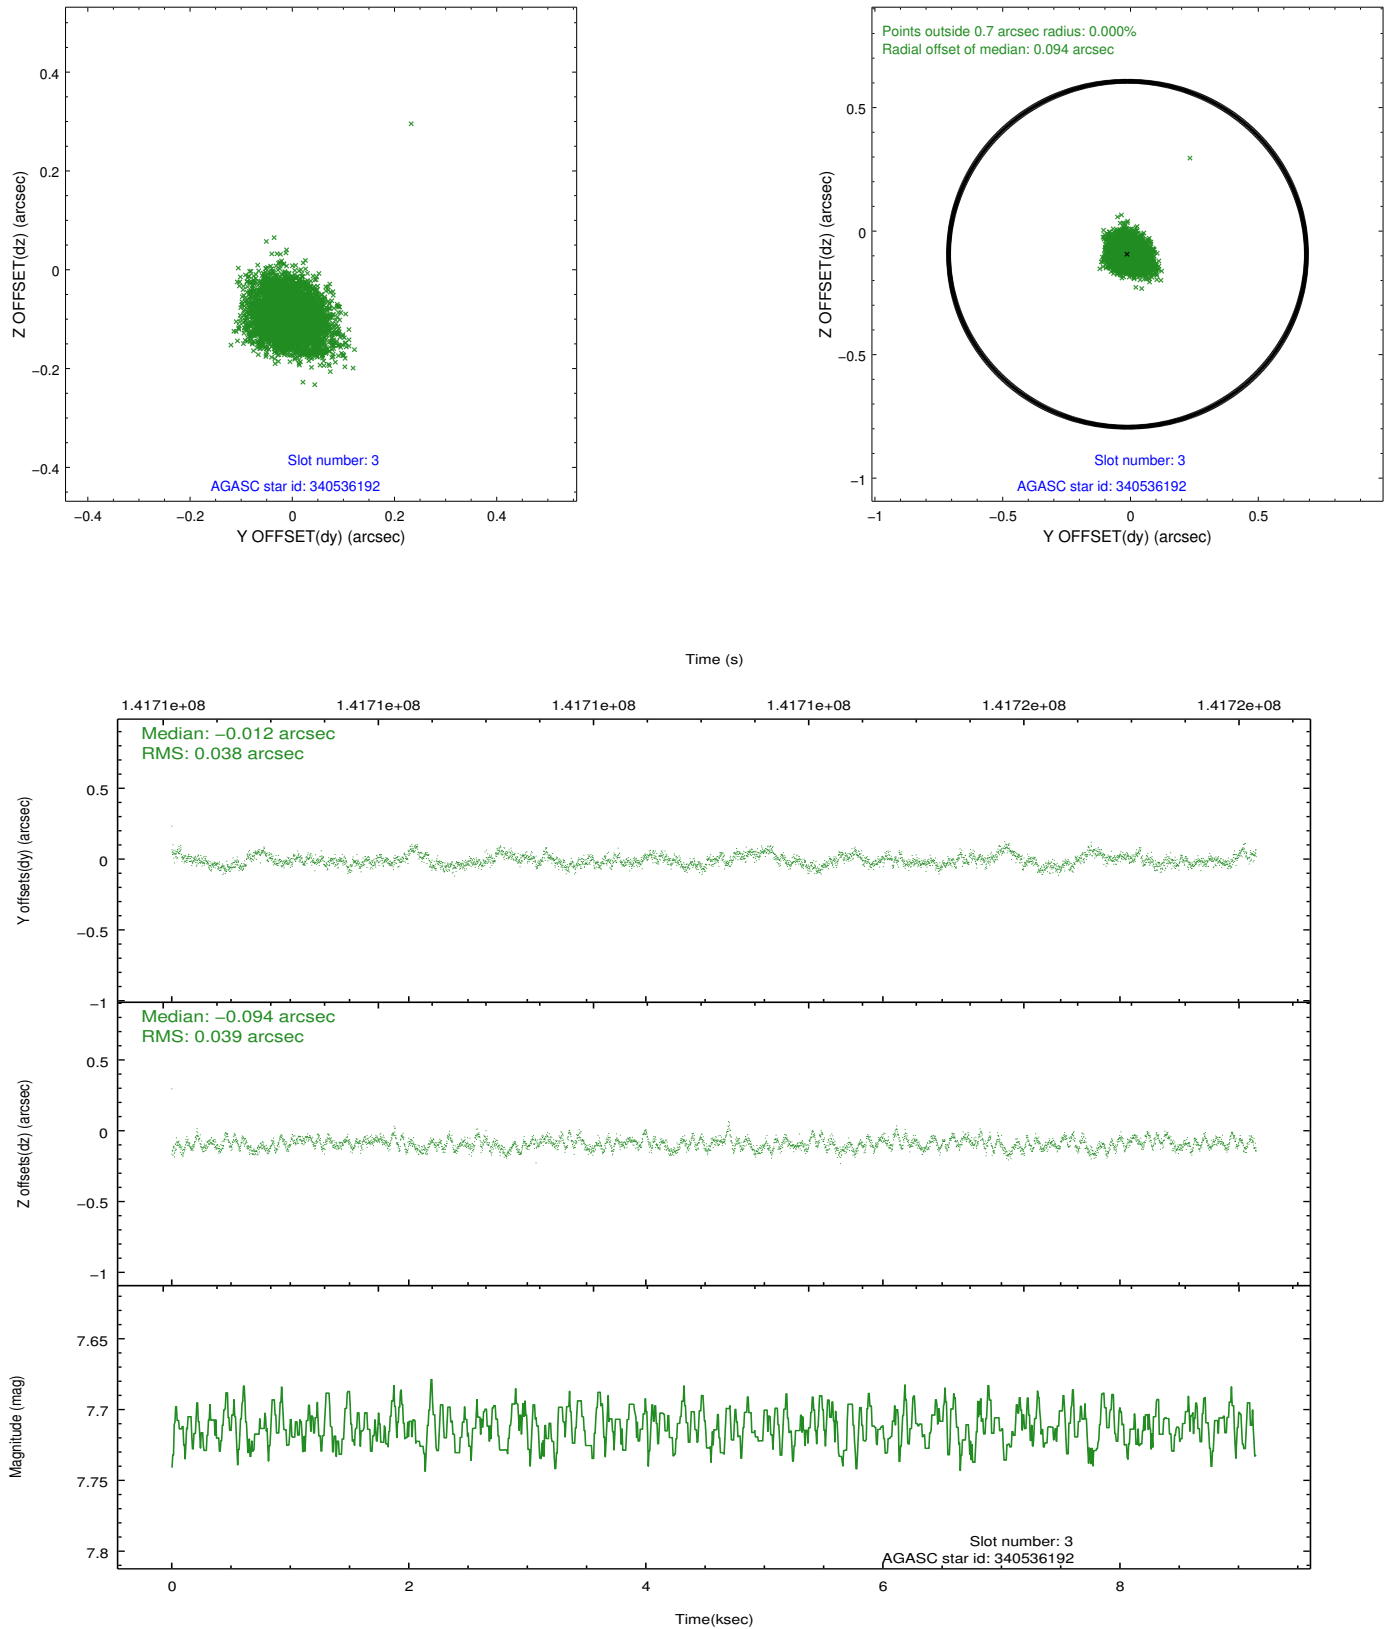 0.4
0.2
0
−0.2
−0.4
Z OFFSET(dz) (arcsec)
Slot number: 3
AGASC star id: 340536192
−0.4
−0.2
0
0.2
0.4
Y OFFSET(dy) (arcsec)
Points outside 0.7 arcsec radius: 0.000%
Radial offset of median: 0.094 arcsec
0.5
0
−0.5
−1
Z OFFSET(dz) (arcsec)
Slot number: 3
AGASC star id: 340536192
−1
−0.5
0
0.5
Y OFFSET(dy) (arcsec)
Time (s)
1.4171e+08
1.4171e+08
1.4171e+08
1.4171e+08
1.4172e+08
1.4172e+08
Median: −0.012 arcsec
RMS: 0.038 arcsec
0.5
0
−0.5
−1
Y offsets(dy) (arcsec)
Median: −0.094 arcsec
RMS: 0.039 arcsec
0.5
0
−0.5
−1
Z offsets(dz) (arcsec)
7.65
7.7
7.75
7.8
Magnitude (mag)
Slot number: 3
AGASC star id: 340536192
0
2
4
6
8
Time(ksec)